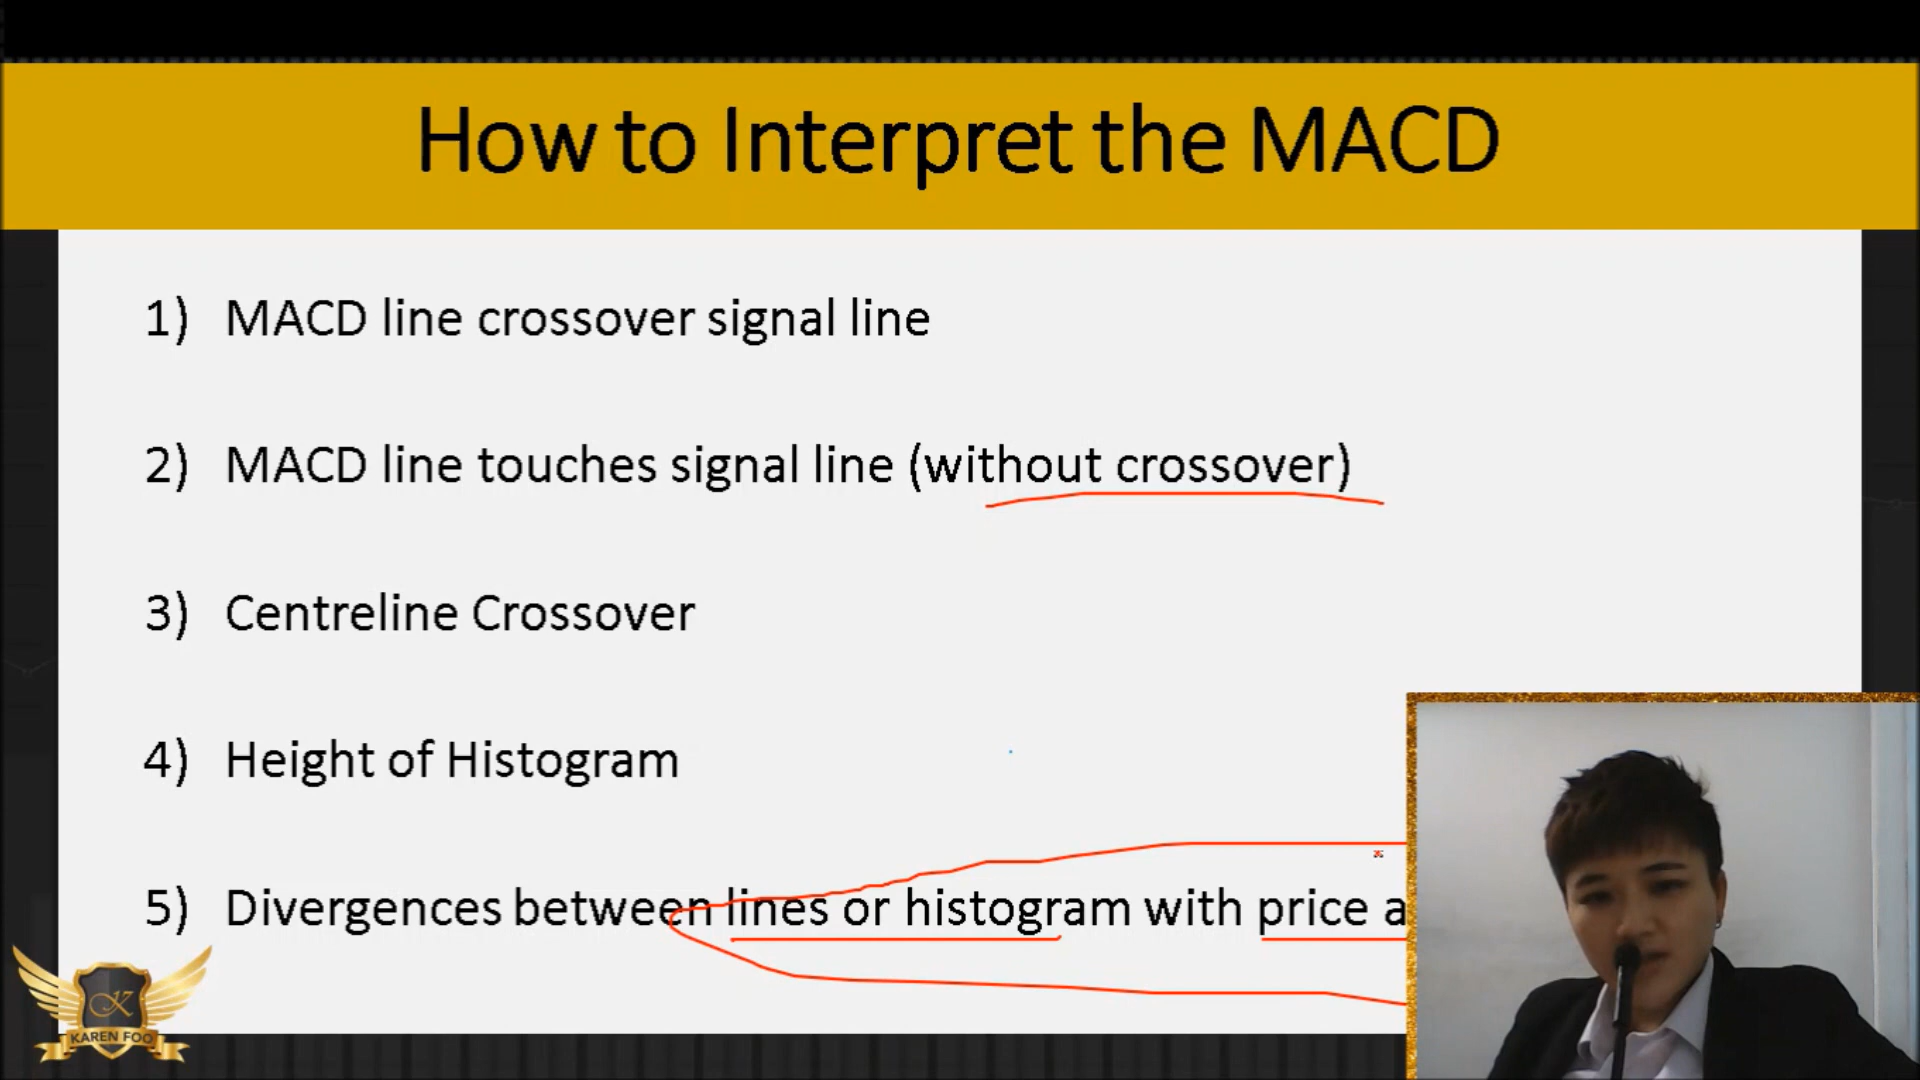 How to Interpret the MACD
1) MACD line crossover signal line
2) MACD line touches signal line (without crossover)
3) Centreline Crossover
4) Height of Histogram
5) Divergences between lines or histogram with price a
K
KAREN FOO